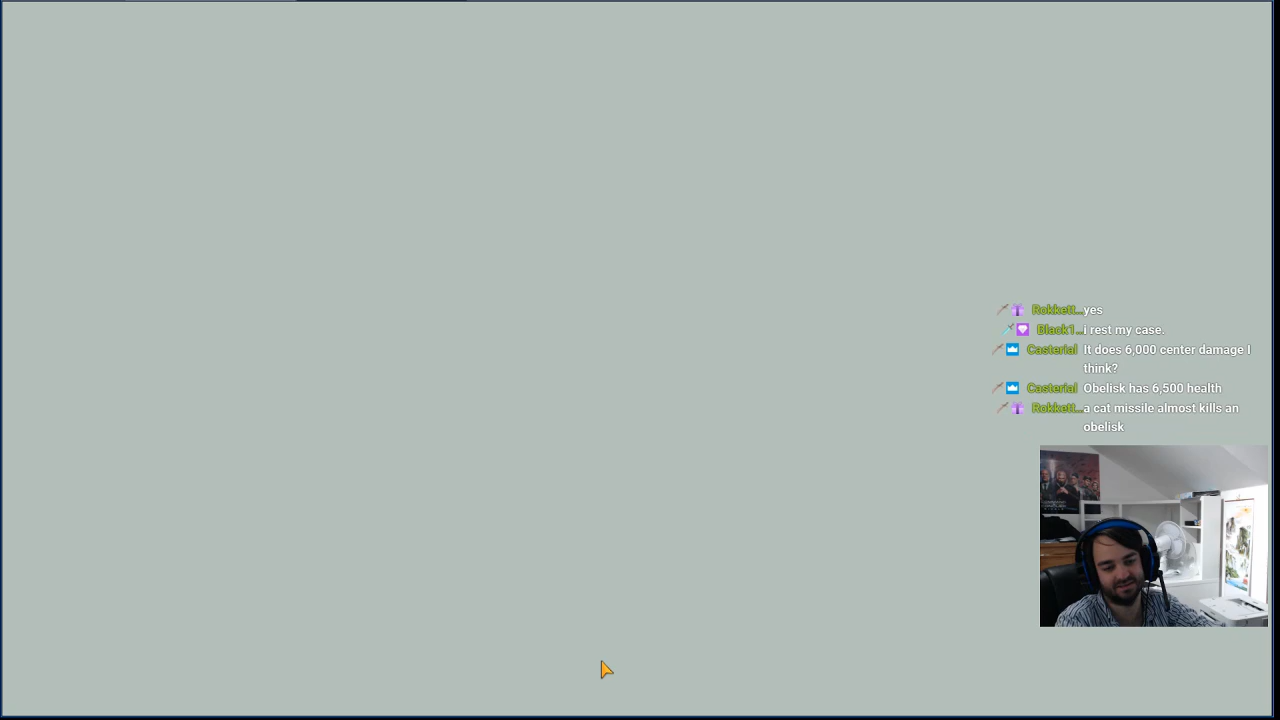 Rokkett…yes
Black1…i rest my case.
Casterial It does 6,000 center damage I
think?
Casterial Obelisk has 6,500 health
Rokkett…a cat missile almost kills an
obelisk